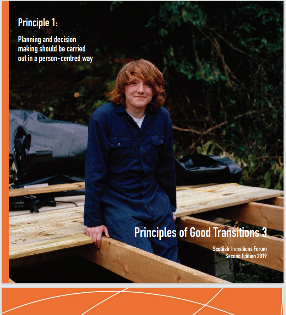 Principle 1:
Planning and decision
making should be carried
out in a person-centred way
Principles of Good Transitions 3
Scottish Transitions Forum
Second Edition 2019